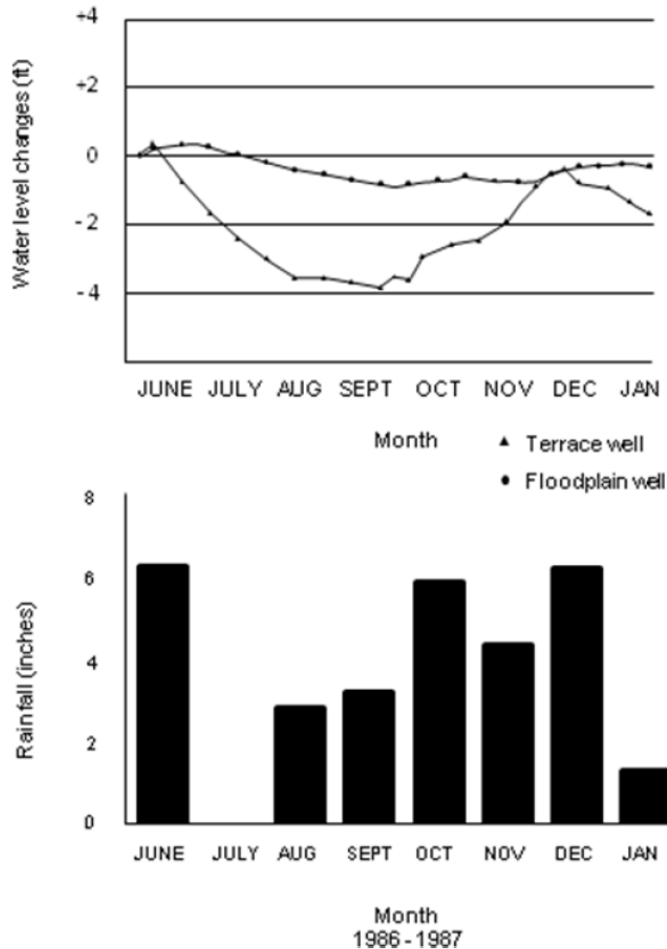 +4
+2
0
- 2
- 4
Water level changes (ft)
JUNE JULY AUG SEPT OCT NOV DEC JAN
Month
▲ Terrace well
• Floodplain well
8
6
4
2
0
Rainfall (inches)
JUNE JULY AUG SEPT OCT NOV DEC JAN
Month
1986 - 1987